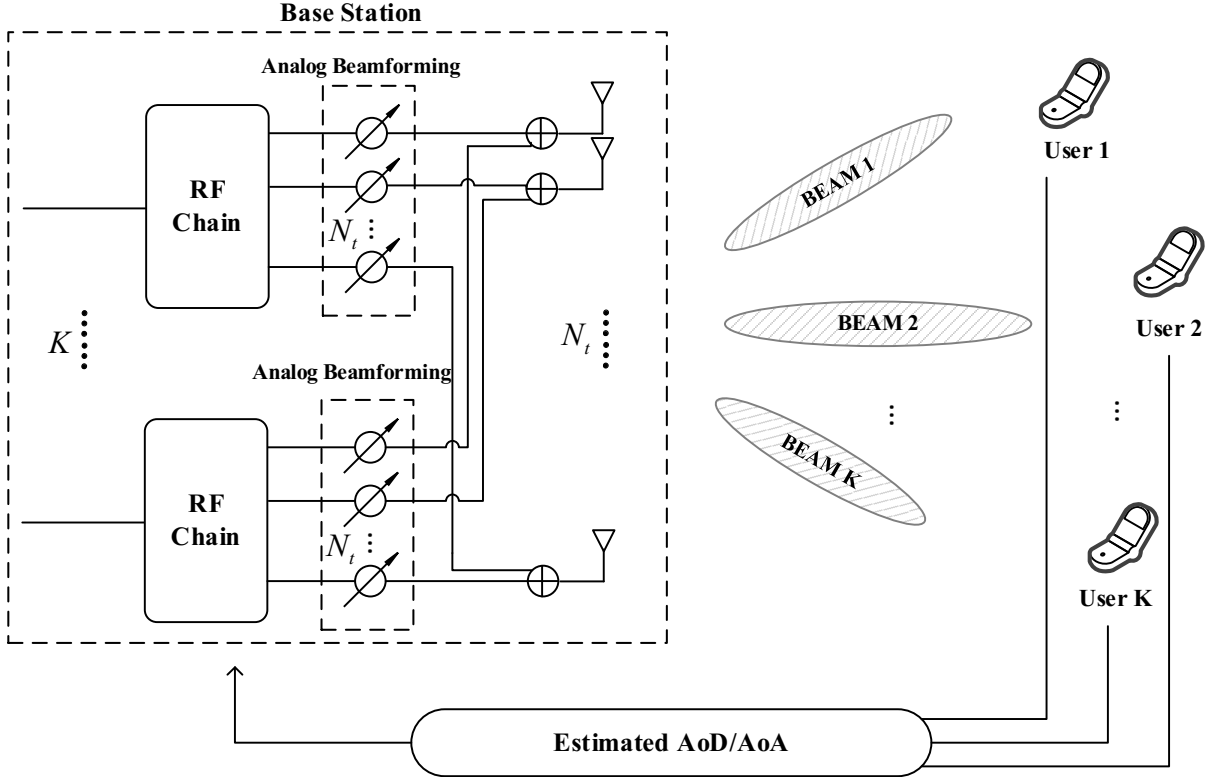 Base Station
Analog Beamforming
RF
Chain
N_t
K
N_t
Analog Beamforming
RF
Chain
N_t
BEAM 1
BEAM 2
BEAM K
User 1
User 2
User K
Estimated AoD/AoA